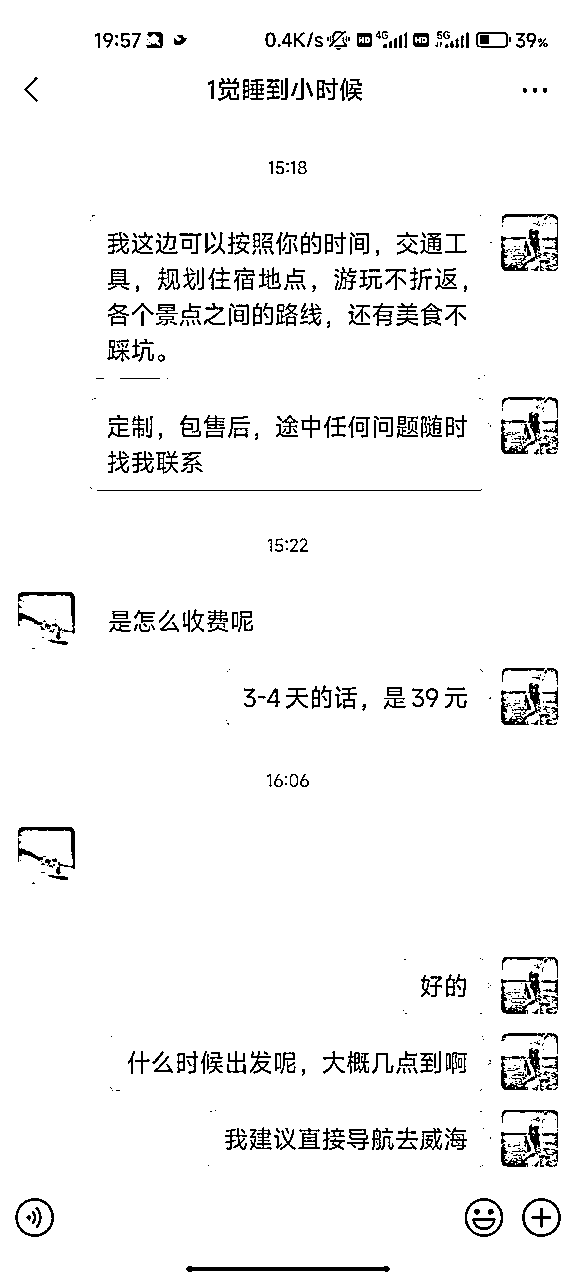 19:57 0.4K/s HD 4G HD 5G 39%
1觉睡到小时候
15:18
我这边可以按照你的时间，交通工
具，规划住宿地点，游玩不折返，
各个景点之间的路线，还有美食不
踩坑。
定制，包售后，途中任何问题随时
找我联系
15:22
是怎么收费呢
3-4天的话，是39元
16:06
好的
什么时候出发呢，大概几点到啊
我建议直接导航去威海